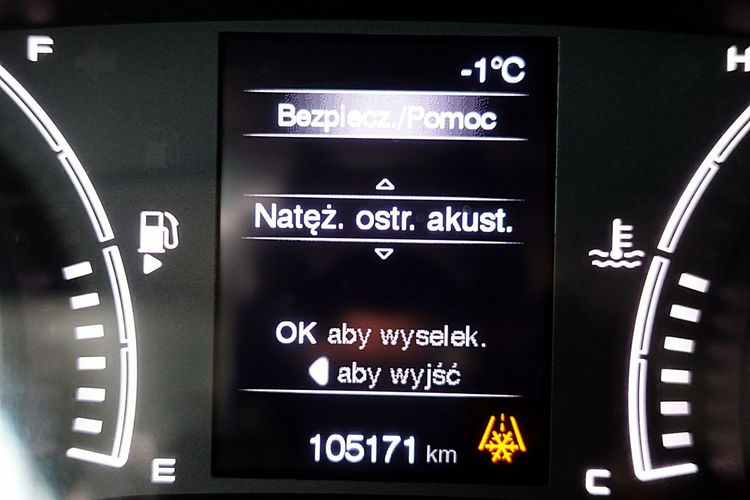 F
H
-1°C
Bezpiecz./Pomoc
Natęż. ostr. akust.
OK aby wyselek.
aby wyjść
105171 km
E
C